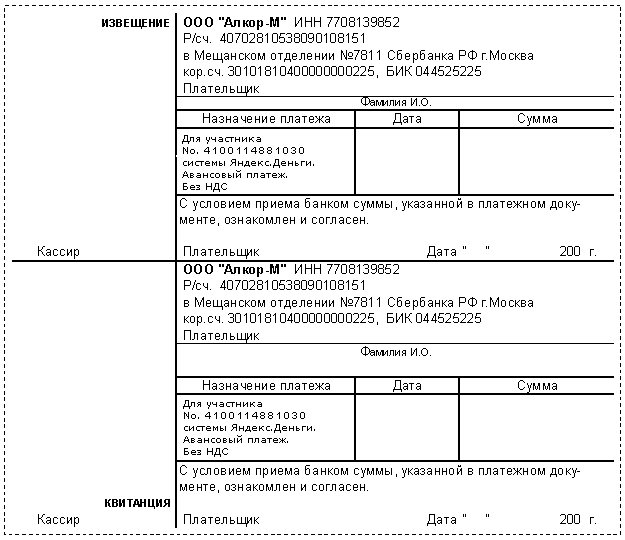 ИЗВЕЩЕНИЕ
ООО "Алкор-М" ИНН 7708139852
Р/сч. 40702810538090108151
в Мещанском отделении №7811 Сбербанка РФ г.Москва
кор.сч. 30101810400000000225, БИК 044525225
Плательщик
Фамилия И.О.
Назначение платежа Дата Сумма
Для участника
No. 4100114881030
системы Яндекс.Деньги.
Авансовый платеж.
Без НДС
С условием приема банком суммы, указанной в платежном доку-
менте, ознакомлен и согласен.
Кассир Плательщик Дата " " 200 г.
ООО "Алкор-М" ИНН 7708139852
Р/сч. 40702810538090108151
в Мещанском отделении №7811 Сбербанка РФ г.Москва
кор.сч. 30101810400000000225, БИК 044525225
Плательщик
Фамилия И.О.
Назначение платежа Дата Сумма
Для участника
No. 4100114881030
системы Яндекс.Деньги.
Авансовый платеж.
Без НДС
С условием приема банком суммы, указанной в платежном доку-
менте, ознакомлен и согласен.
КВИТАНЦИЯ
Кассир Плательщик Дата " " 200 г.